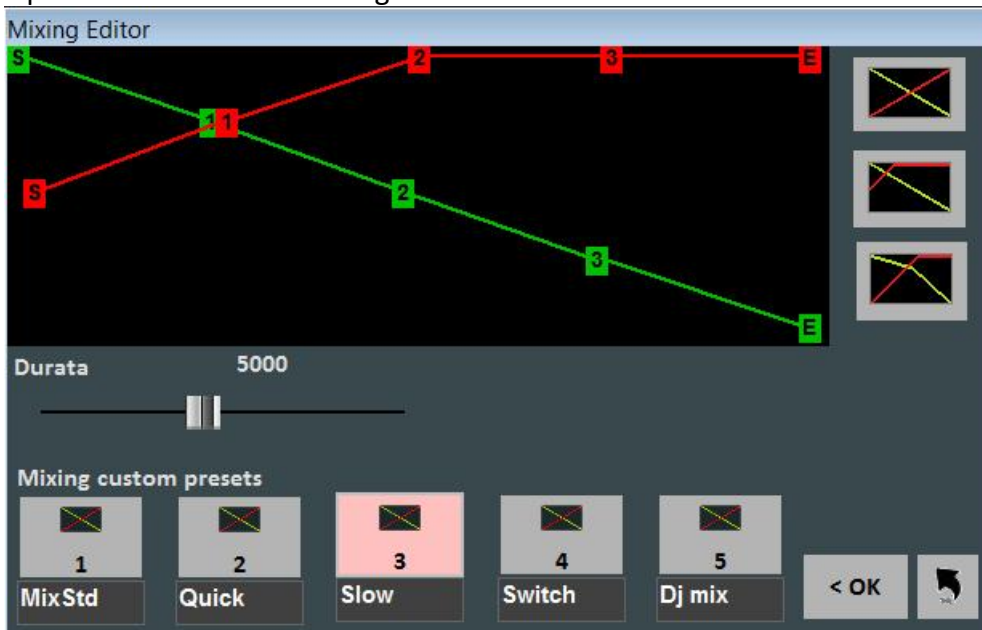 Mixing Editor
S 2 3 E
1 1
S 2
3
E
Durata 5000
Mixing custom presets
1 2 3 4 5
MixStd Quick Slow Switch Dj mix < OK